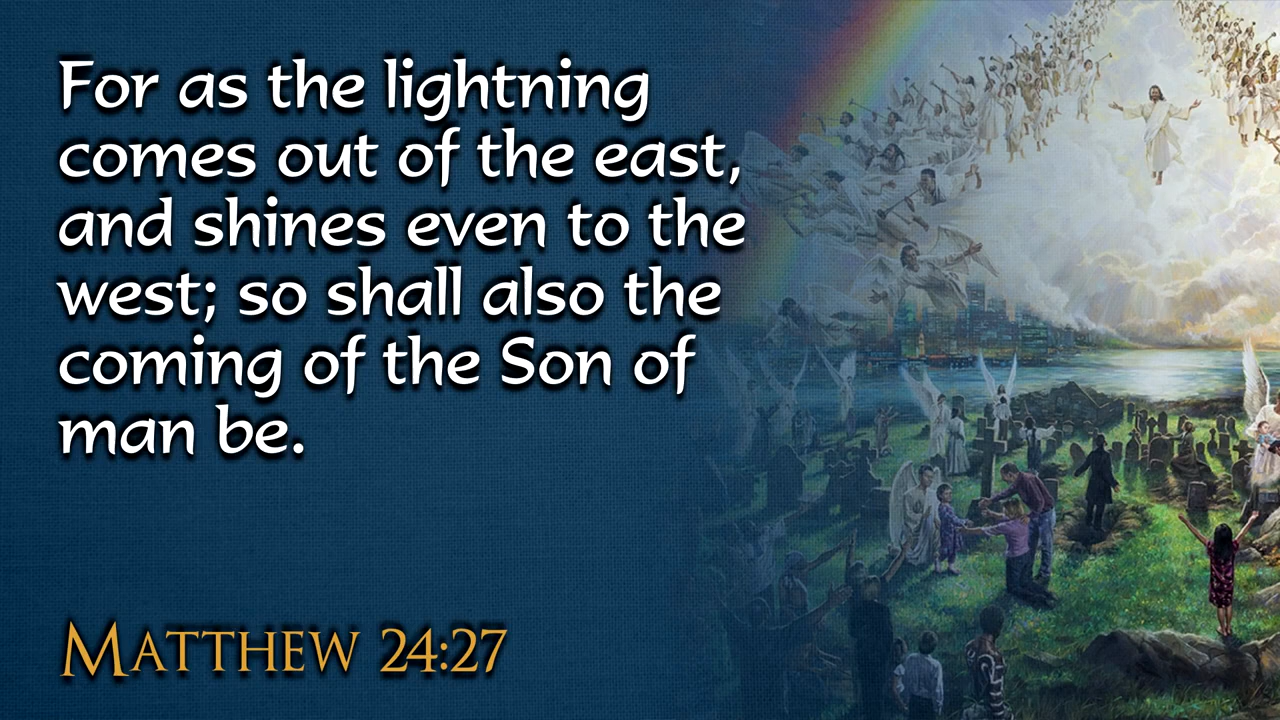 For as the lightning
comes out of the east,
and shines even to the
west; so shall also the
coming of the Son of
man be.
Matthew 24:27